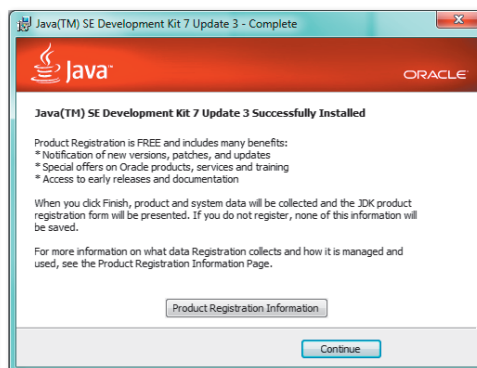 Java(TM) SE Development Kit 7 Update 3 - Complete
Java™
ORACLE®
Java(TM) SE Development Kit 7 Update 3 Successfully Installed
Product Registration is FREE and includes many benefits:
* Notification of new versions, patches, and updates
* Special offers on Oracle products, services and training
* Access to early releases and documentation
When you click Finish, product and system data will be collected and the JDK product
registration form will be presented. If you do not register, none of this information will
be saved.
For more information on what data Registration collects and how it is managed and
used, see the Product Registration Information Page.
Product Registration Information
Continue